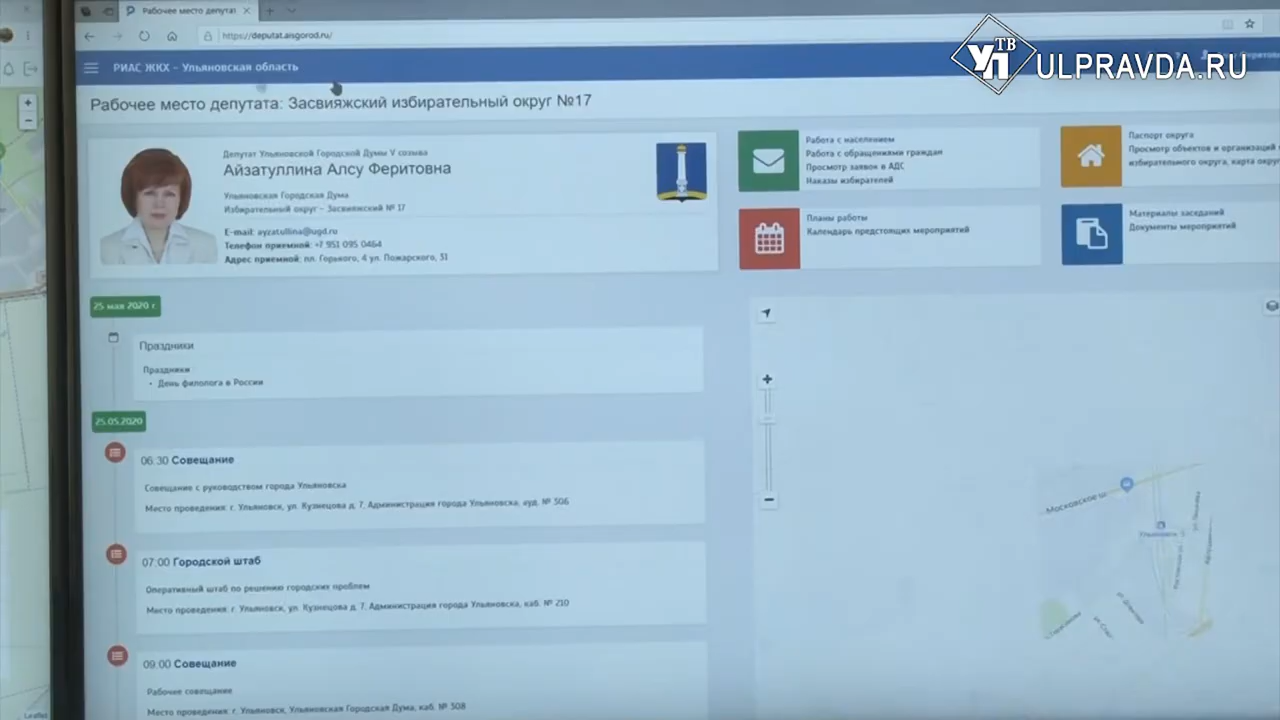 Рабочее место депутат
https://deputat.aisgorod.ru/
РИАС ЖКХ – Ульяновская область
УП ТВ
ULPRAVDA.RU
Рабочее место депутата: Засвияжский избирательный округ №17
Депутат Ульяновской Городской Думы V созыва
Айзатуллина Алсу Феритовна
Ульяновская Городская Дума
Избирательный округ – Засвияжский № 17
E-mail: ayzatullina@ugd.ru
Телефон приемной: +7 951 095 0464
Адрес приемной: пл. Горького, 4 ул. Пожарского, 31
Работа с населением
Работа с обращениями граждан
Просмотр заявок в АДС
Наказы избирателей
Паспорт округа
Просмотр объектов и организаций
избирательного округа, карта округ
Планы работы
Календарь предстоящих мероприятий
Материалы заседаний
Документы мероприятий
25 мая 2020 г
Праздники
Праздники
• День филолога в России
25.05.2020
06:30 Совещание
Совещание с руководством города Ульяновска
Место проведения: г. Ульяновск, ул. Кузнецова д. 7. Администрация города Ульяновска, ауд. № 306
07:00 Городской штаб
Оперативный штаб по решению городских проблем
Место проведения: г. Ульяновск, ул. Кузнецова д. 7. Администрация города Ульяновска, каб. № 210
09:00 Совещание
Рабочее совещание
Место проведения: г. Ульяновск, Ульяновская Городская Дума, каб. № 308
Московское ш.
Leaflet